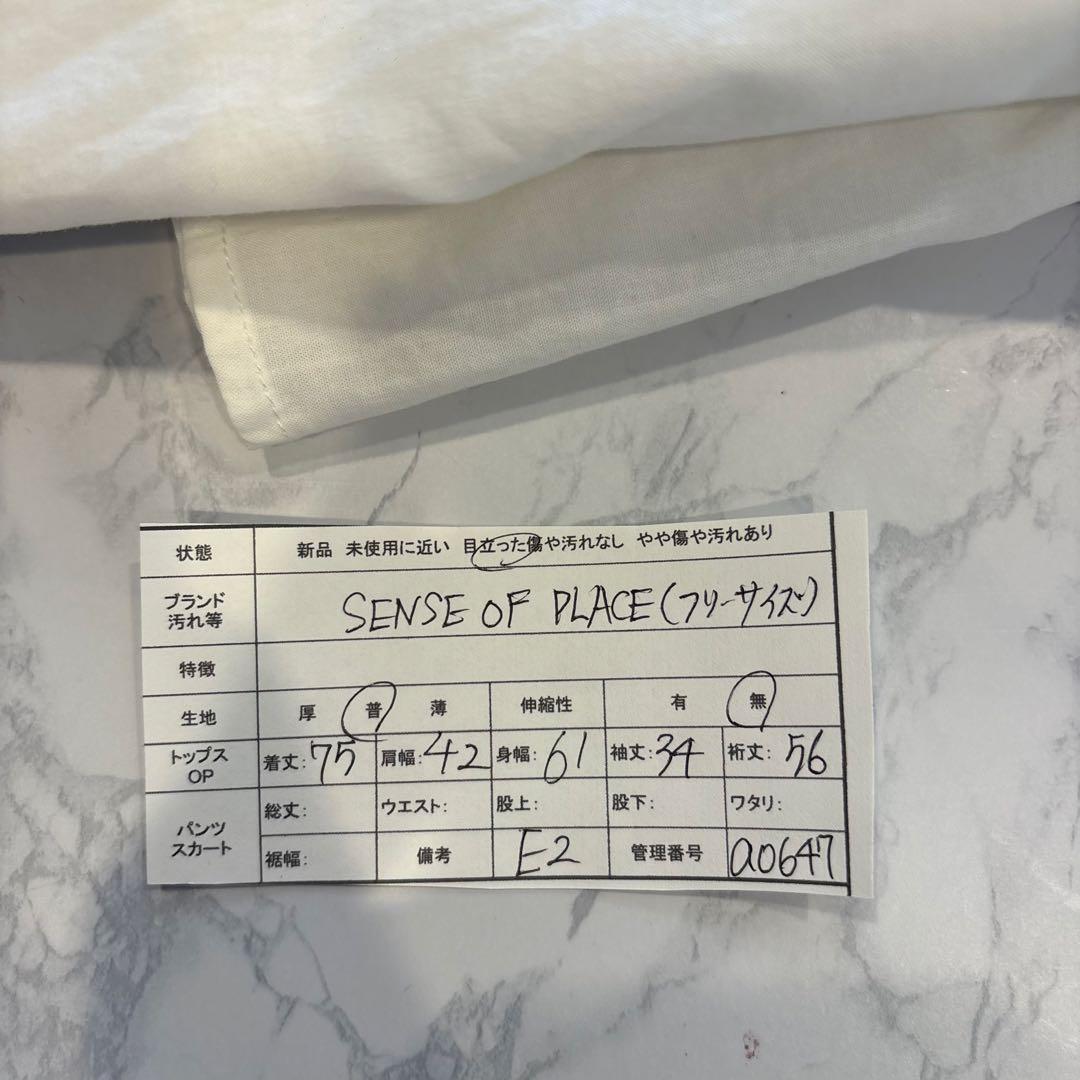 状態 新品 未使用に近い 目立った傷や汚れなし やや傷や汚れあり
ブランド
汚れ等 SENSE OF PLACE(フリーサイズ)
特徴
生地 厚 普 薄 伸縮性 有 無
トップス
OP 着丈:75 肩幅:42 身幅:61 袖丈:34 裄丈:56
パンツ
スカート 総丈: ウエスト: 股上: 股下: ワタリ:
裾幅: 備考 E2 管理番号 a0647